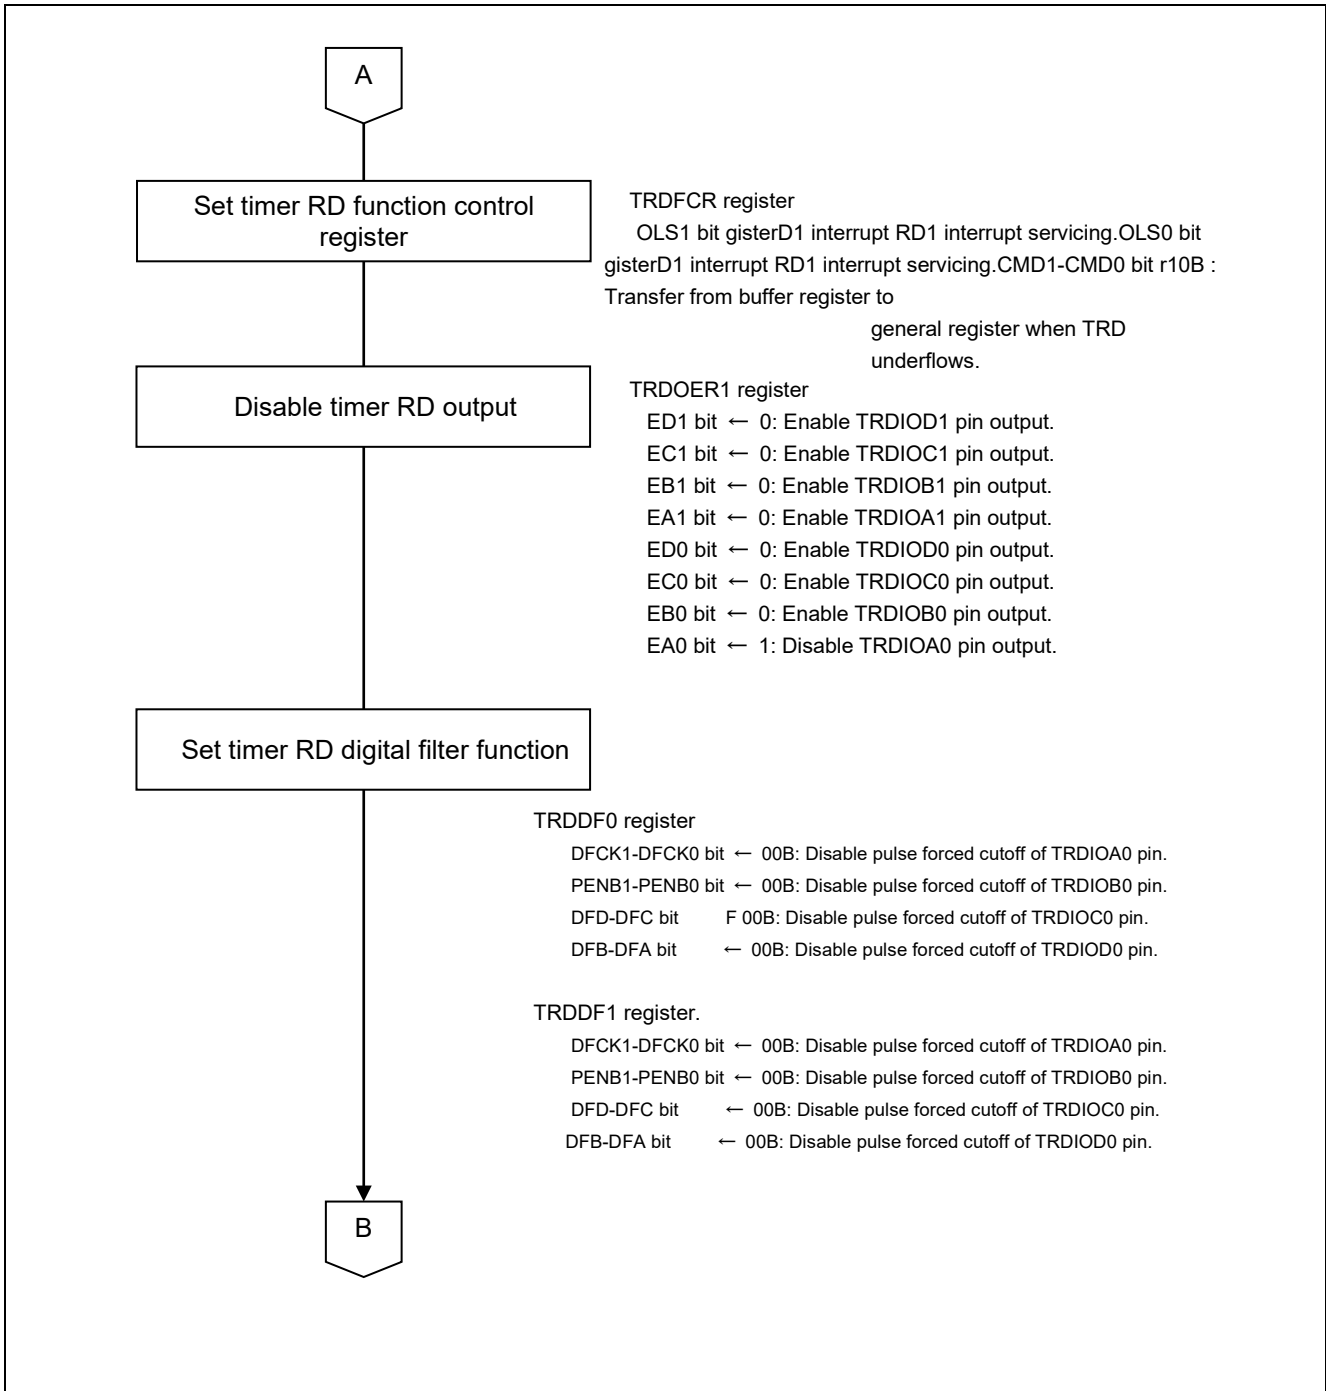 A
Set timer RD function control
register
TRDFCR register
OLS1 bit gisterD1 interrupt RD1 interrupt servicing.OLS0 bit
gisterD1 interrupt RD1 interrupt servicing.CMD1-CMD0 bit r10B :
Transfer from buffer register to
general register when TRD
underflows.
Disable timer RD output
TRDOER1 register
ED1 bit ← 0: Enable TRDIOD1 pin output.
EC1 bit ← 0: Enable TRDIOC1 pin output.
EB1 bit ← 0: Enable TRDIOB1 pin output.
EA1 bit ← 0: Enable TRDIOA1 pin output.
ED0 bit ← 0: Enable TRDIOD0 pin output.
EC0 bit ← 0: Enable TRDIOC0 pin output.
EB0 bit ← 0: Enable TRDIOB0 pin output.
EA0 bit ← 1: Disable TRDIOA0 pin output.
Set timer RD digital filter function
TRDDF0 register
DFCK1-DFCK0 bit ← 00B: Disable pulse forced cutoff of TRDIOA0 pin.
PENB1-PENB0 bit ← 00B: Disable pulse forced cutoff of TRDIOB0 pin.
DFD-DFC bit F 00B: Disable pulse forced cutoff of TRDIOC0 pin.
DFB-DFA bit ← 00B: Disable pulse forced cutoff of TRDIOD0 pin.
TRDDF1 register.
DFCK1-DFCK0 bit ← 00B: Disable pulse forced cutoff of TRDIOA0 pin.
PENB1-PENB0 bit ← 00B: Disable pulse forced cutoff of TRDIOB0 pin.
DFD-DFC bit ← 00B: Disable pulse forced cutoff of TRDIOC0 pin.
DFB-DFA bit ← 00B: Disable pulse forced cutoff of TRDIOD0 pin.
B